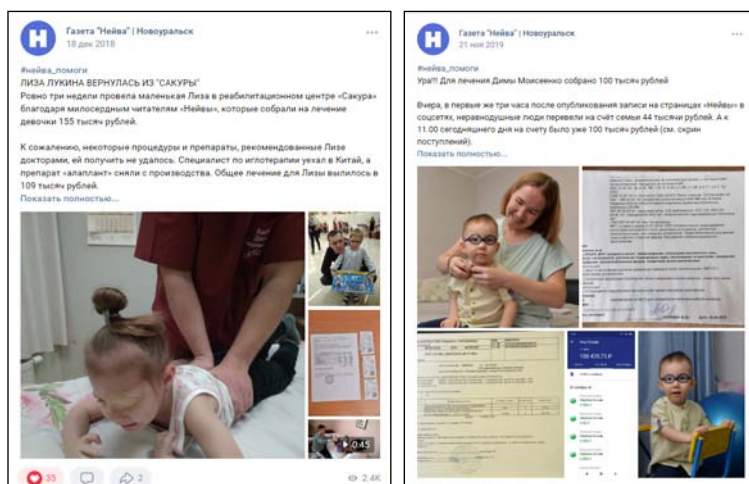 Газета "Нейва" | Новоуральск
18 дек 2018
#нейва_помоги
ЛИЗА ЛУКИНА ВЕРНУЛАСЬ ИЗ "САКУРЫ"
Ровно три недели провела маленькая Лиза в реабилитационном центре «Сакура»
благодаря милосердным читателям «Нейвы», которые собрали на лечение
девочки 155 тысяч рублей.
К сожалению, некоторые процедуры и препараты, рекомендованные Лизе
докторами, ей получить не удалось. Специалист по иглотерапии уехал в Китай, а
препарат «алаплант» сняли с производства. Общее лечение для Лизы вылилось в
109 тысяч рублей.
Показать полностью...
0:45
35
2
2.4K
Газета "Нейва" | Новоуральск
21 ноя 2019
#нейва_помоги
Ура!!! Для лечения Димы Моисеенко собрано 100 тысяч рублей
Вчера, в первые же три часа после опубликования записи на страницах «Нейвы» в
соцсетях, неравнодушные люди перевели на счёт семьи 44 тысячи рублей. А к
11.00 сегодняшнего дня на счету было уже 100 тысяч рублей (см. скрин
поступлений).
Показать полностью...